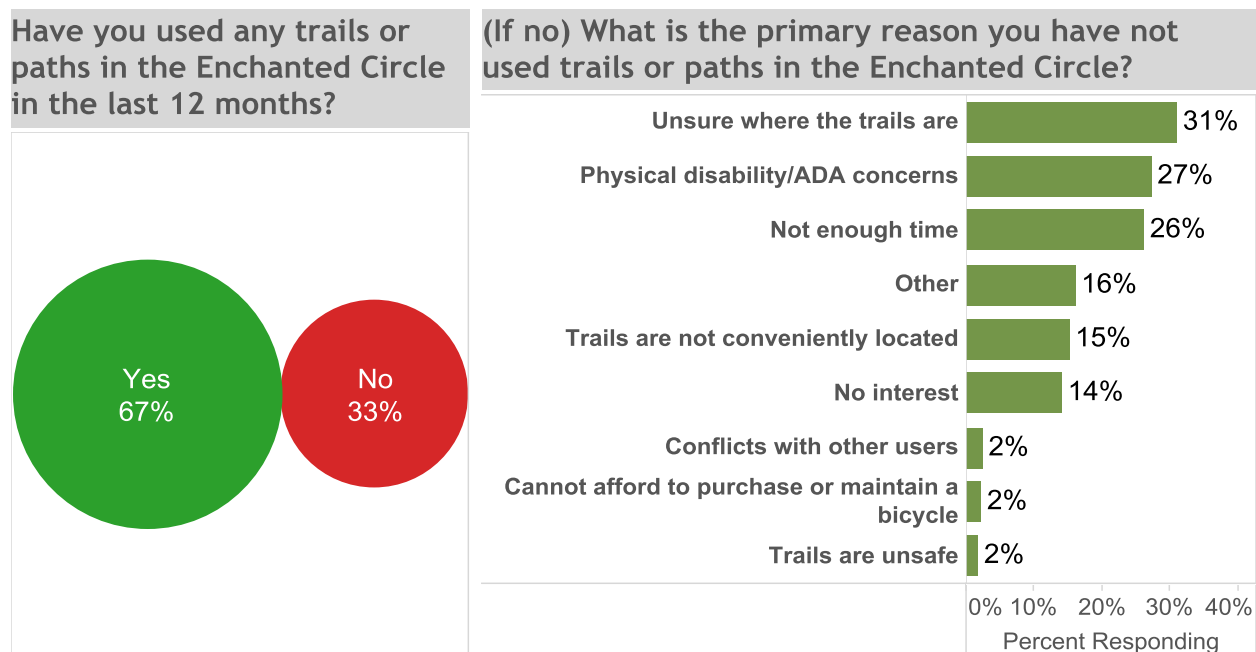 Have you used any trails or
paths in the Enchanted Circle
in the last 12 months?
Yes
67%
No
33%
(If no) What is the primary reason you have not
used trails or paths in the Enchanted Circle?
Unsure where the trails are 31%
Physical disability/ADA concerns 27%
Not enough time 26%
Other 16%
Trails are not conveniently located 15%
No interest 14%
Conflicts with other users 2%
Cannot afford to purchase or maintain a
bicycle 2%
Trails are unsafe 2%
0% 10% 20% 30% 40%
Percent Responding